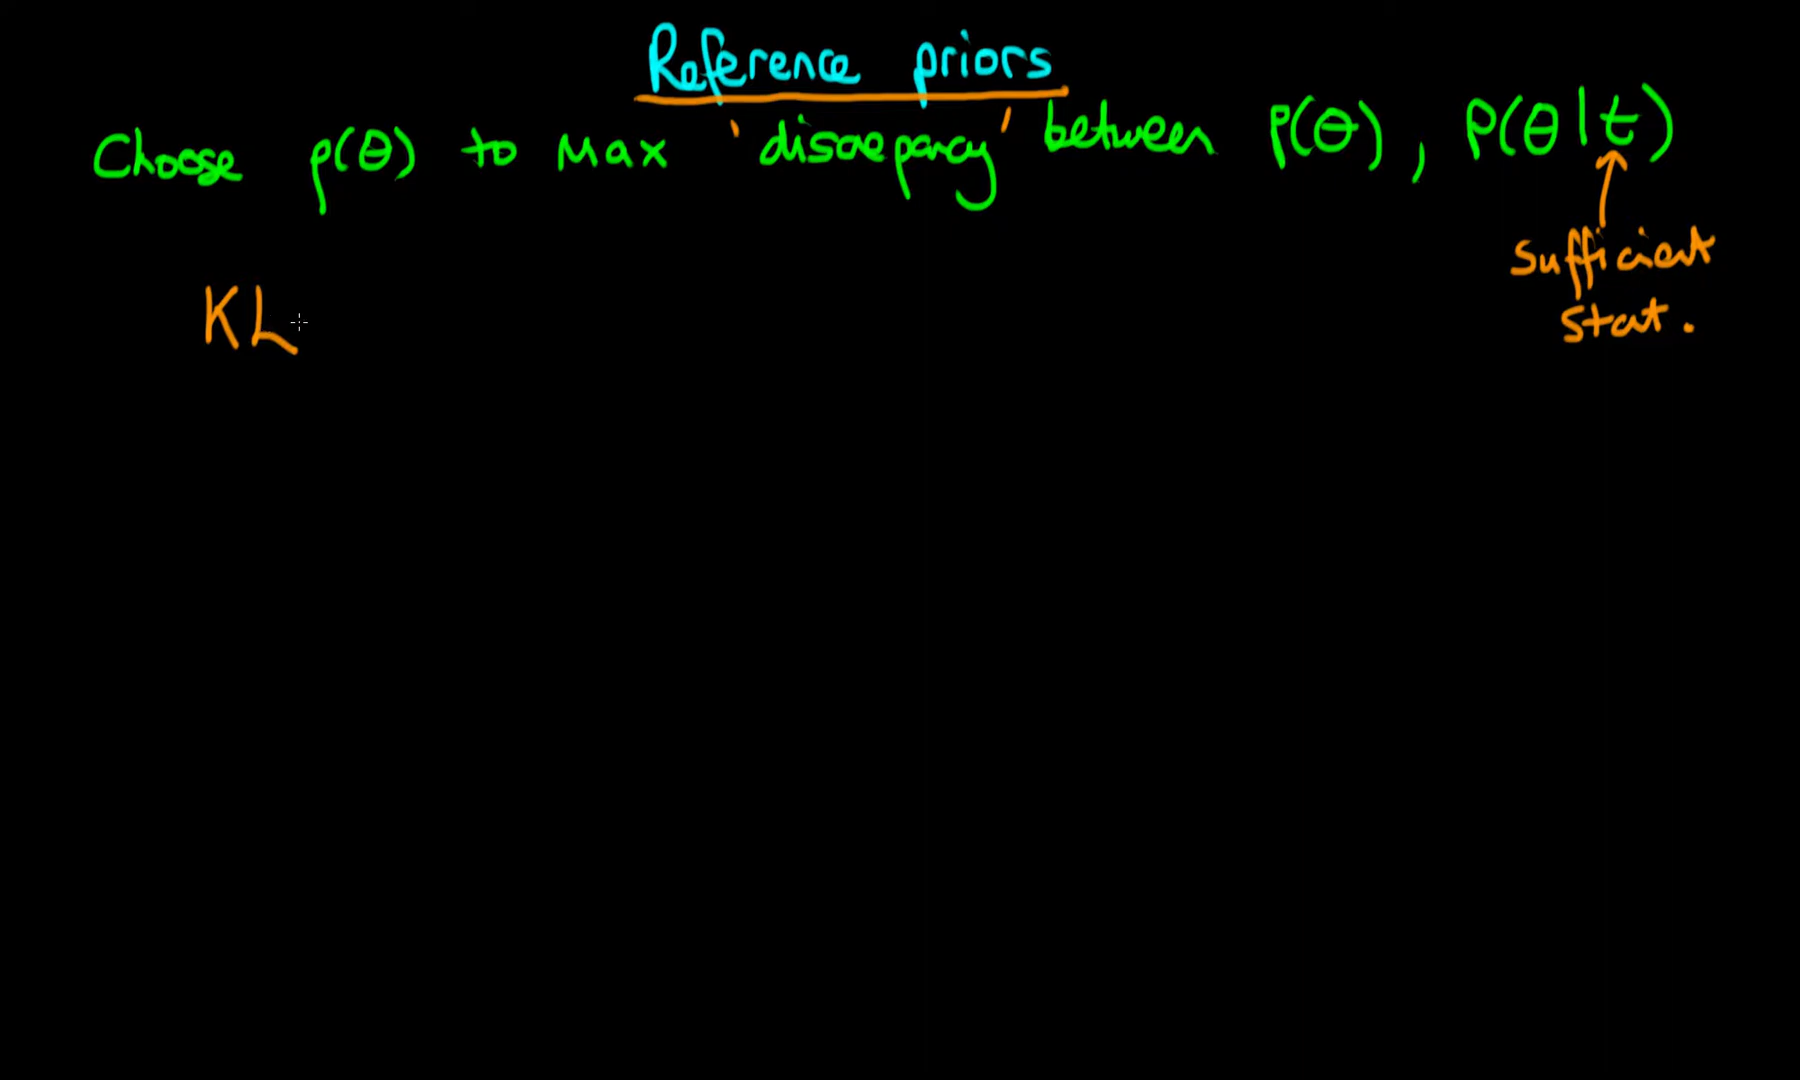 Reference priors
Choose p(θ) to max 'discrepancy' between P(θ), P(θ|t)
Sufficient
Stat.
KL